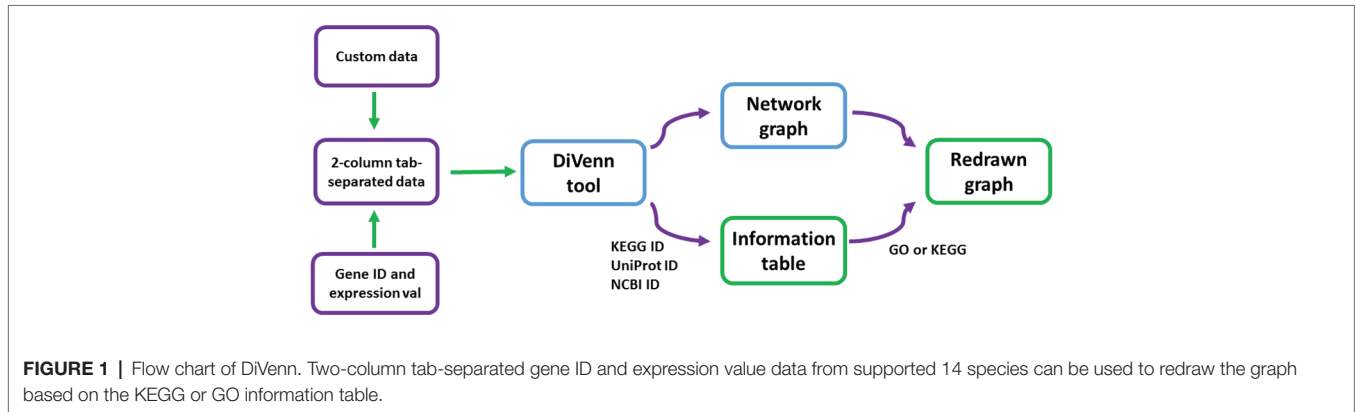 Custom data
2-column tab-
separated data
Gene ID and
expression val
DiVenn
tool
Network
graph
KEGG ID
UniProt ID
NCBI ID
Information
table
GO or KEGG
Redrawn
graph
FIGURE 1 | Flow chart of DiVenn. Two-column tab-separated gene ID and expression value data from supported 14 species can be used to redraw the graph
based on the KEGG or GO information table.